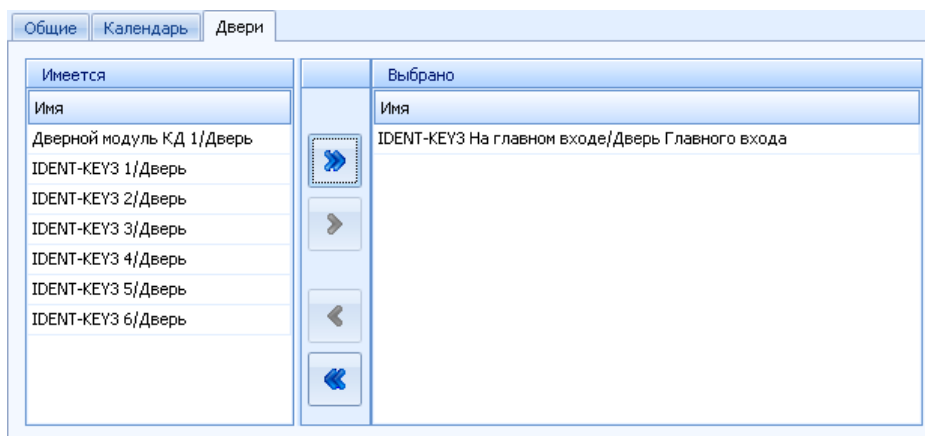 Общие Календарь Двери
Имеется Выбрано
Имя Имя
Дверной модуль КД 1/Дверь IDENT-KEY3 На главном входе/Дверь Главного входа
IDENT-KEY3 1/Дверь
IDENT-KEY3 2/Дверь
IDENT-KEY3 3/Дверь
IDENT-KEY3 4/Дверь
IDENT-KEY3 5/Дверь
IDENT-KEY3 6/Дверь